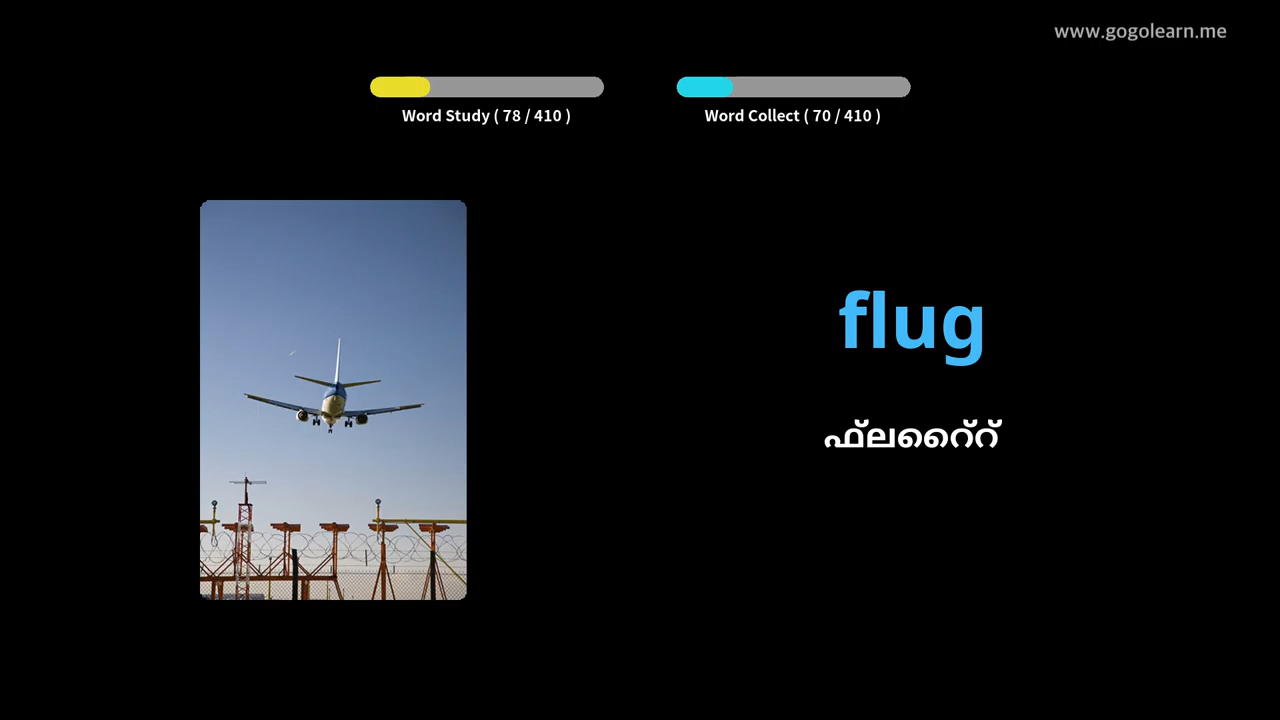 www.gogolearn.me
Word Study ( 78 / 410 )
Word Collect ( 70 / 410 )
flug
ഫ്ലൈറ്റ്